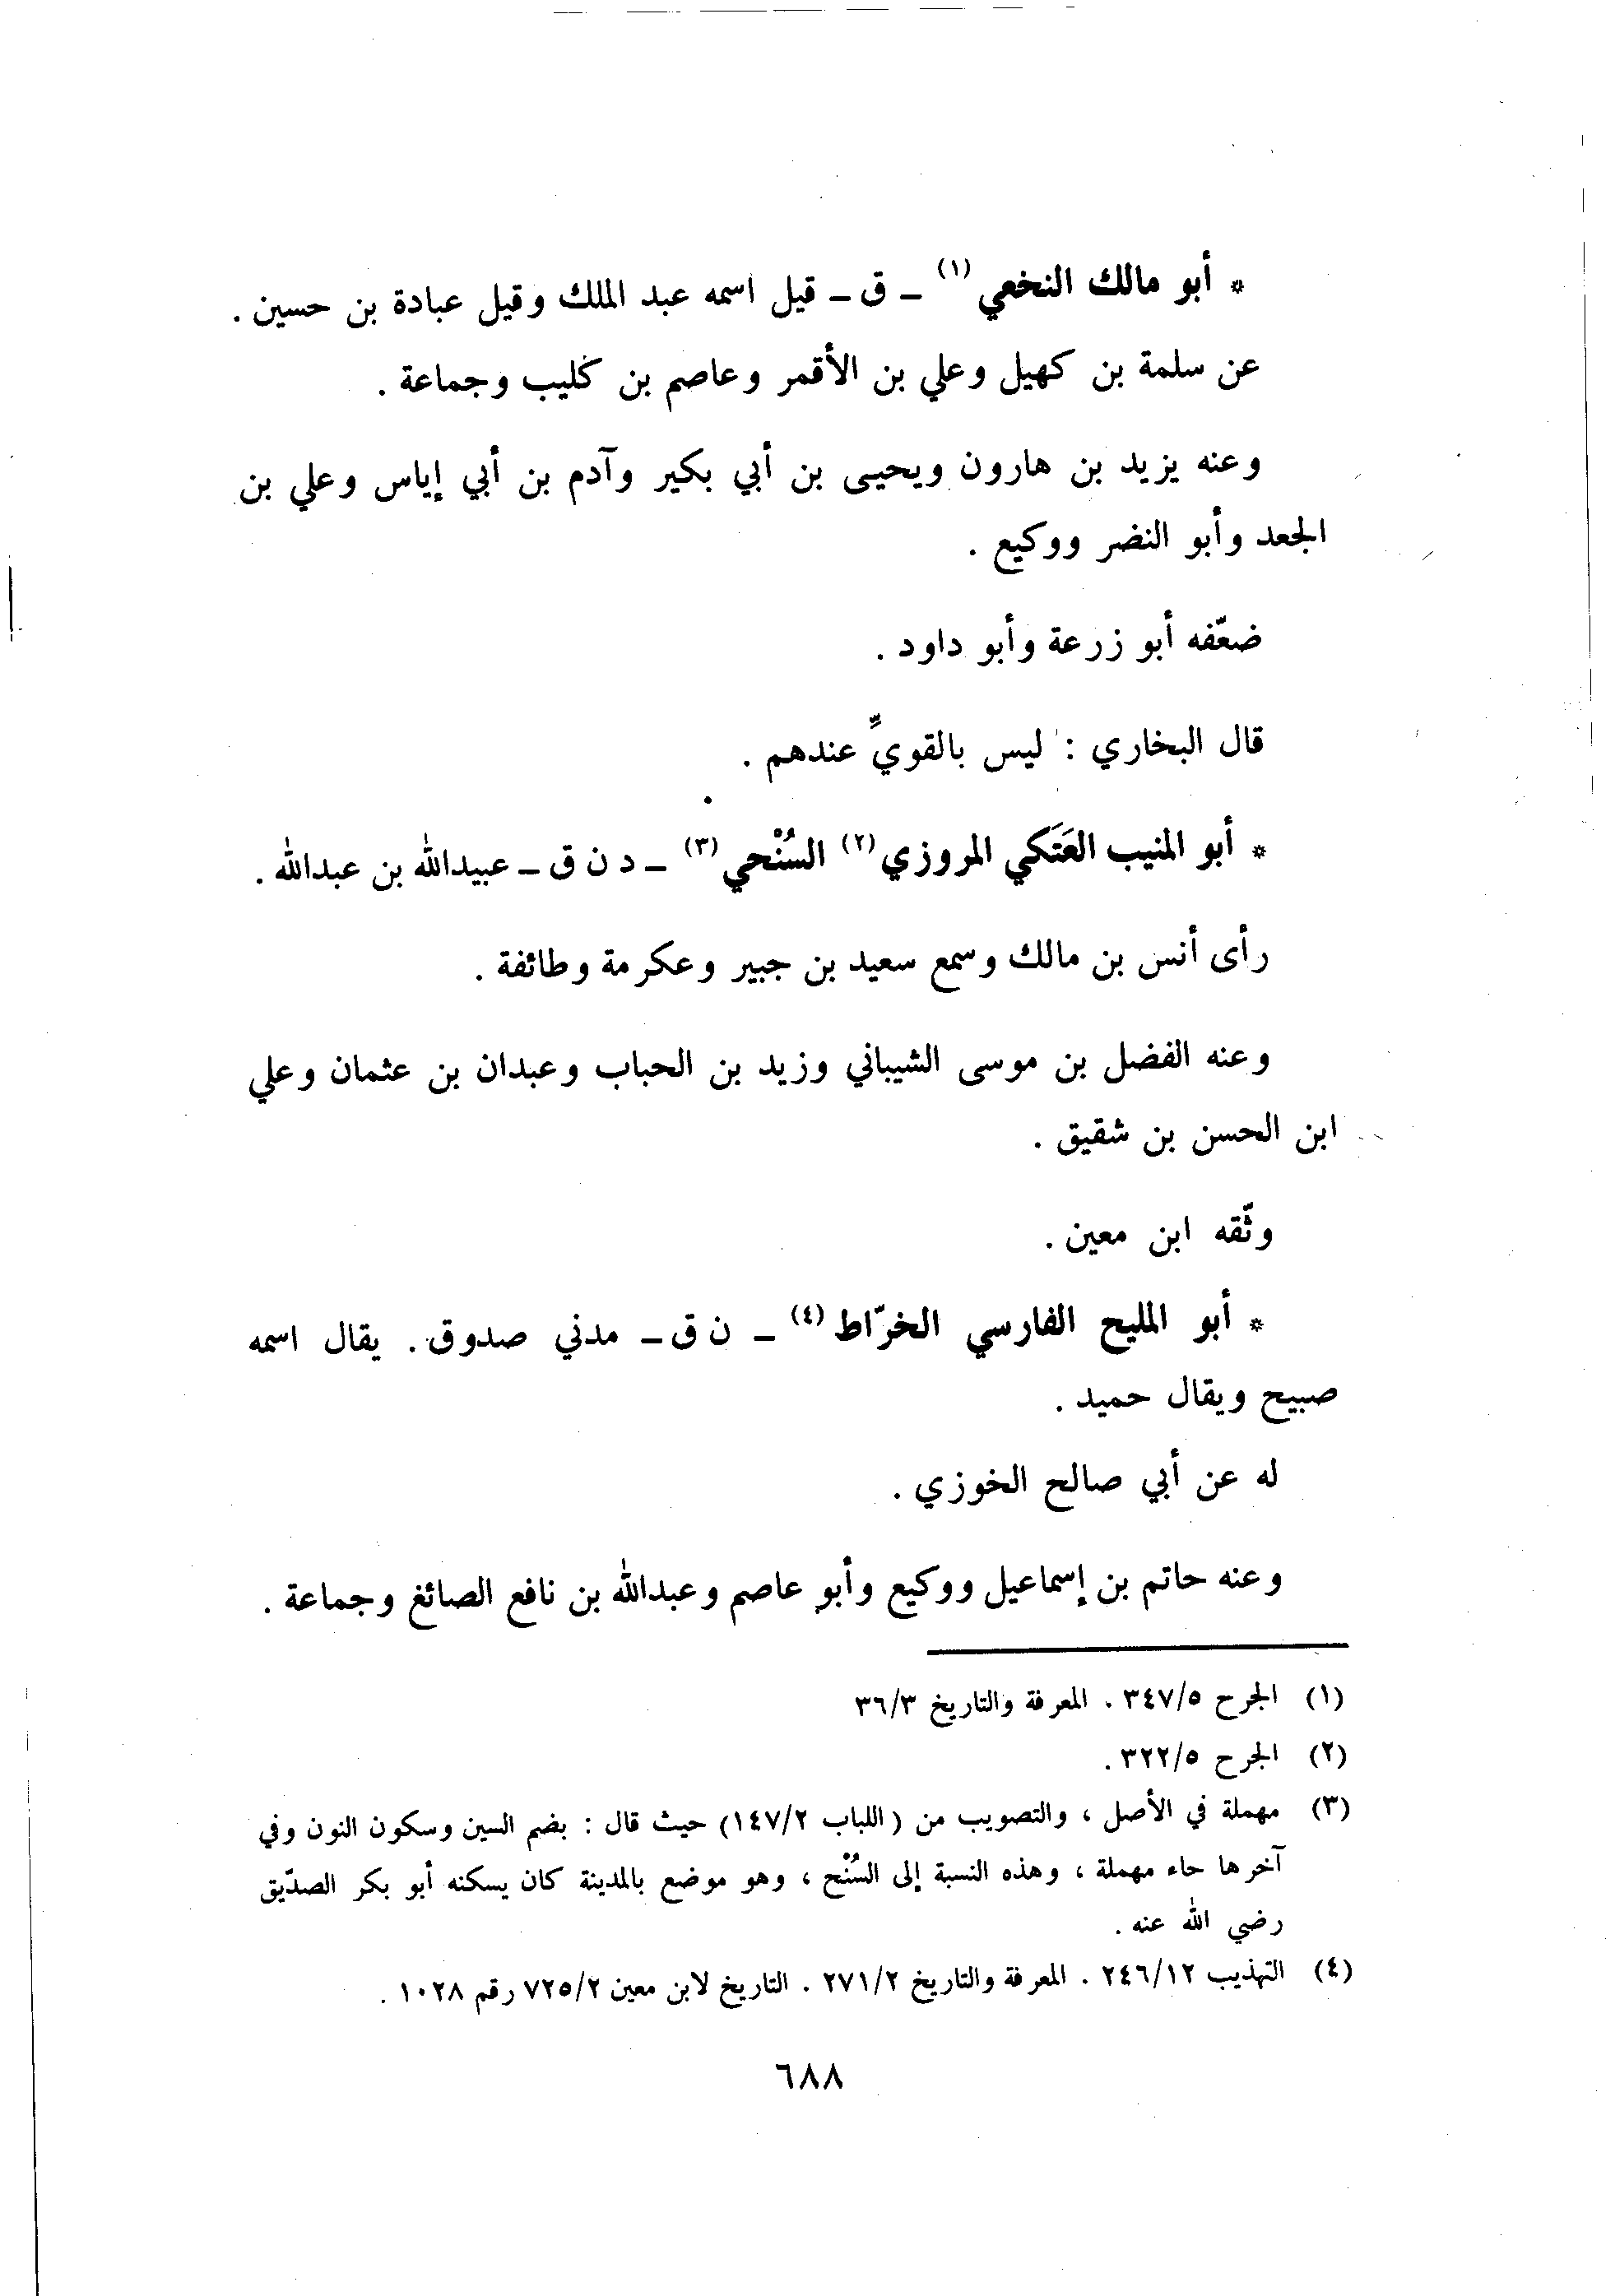 * أبو مالك النخعي (١) ـ ق ـ قيل اسمه عبد الملك وقيل عبادة بن حسين .
عن سلمة بن كهيل وعلي بن الأقمر وعاصم بن كليب وجماعة .
وعنه يزيد بن هارون ويحيى بن أبي بكير وآدم بن أبي إياس وعلي بن
الجعد وأبو النضر ووكيع .
ضعّفه أبو زرعة وأبو داود .
قال البخاري : ليس بالقويِّ عندهم .
* أبو المنيب العَتَكي المروزي (٢) السُنْحي (٣) ـ د ن ق ـ عبيدالله بن عبدالله .
رأى أنس بن مالك وسمع سعيد بن جبير وعكرمة وطائفة .
وعنه الفضل بن موسى الشيباني وزيد بن الحباب وعبدان بن عثمان وعلي
ابن الحسن بن شقيق .
وثّقه ابن معين .
* أبو المليح الفارسي الخرّاط (٤) ـ ن ق ـ مدني صدوق . يقال اسمه
صبيح ويقال حميد .
له عن أبي صالح الخوزي .
وعنه حاتم بن إسماعيل ووكيع وأبو عاصم وعبدالله بن نافع الصائغ وجماعة .
(١) الجرح ٣٤٧/٥ . المعرفة والتاريخ ٣٦/٣
(٢) الجرح ٣٢٢/٥ .
(٣) مهملة في الأصل ، والتصويب من (اللباب ١٤٧/٢) حيث قال : بضم السين وسكون النون وفي
آخرها حاء مهملة ، وهذه النسبة إلى السُنْح ، وهو موضع بالمدينة كان يسكنه أبو بكر الصدّيق
رضي الله عنه .
(٤) التهذيب ٢٤٦/١٢ . المعرفة والتاريخ ٢٧١/٢ . التاريخ لابن معين ٧٢٥/٢ رقم ١٠٢٨ .
٦٨٨